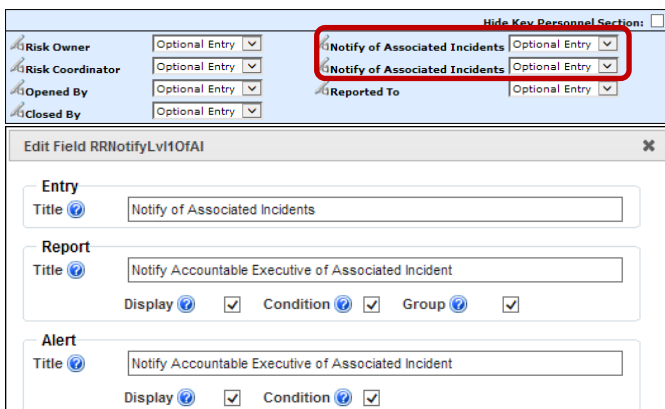 Hide Key Personnel Section:
Risk Owner Optional Entry Notify of Associated Incidents Optional Entry
Risk Coordinator Optional Entry Notify of Associated Incidents Optional Entry
Opened By Optional Entry Reported To Optional Entry
Closed By Optional Entry
Edit Field RRNotifyLvl1OfAI
Entry
Title Notify of Associated Incidents
Report
Title Notify Accountable Executive of Associated Incident
Display Condition Group
Alert
Title Notify Accountable Executive of Associated Incident
Display Condition